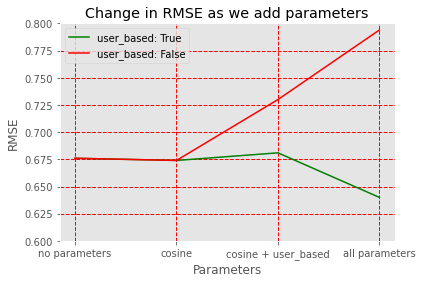 Change in RMSE as we add parameters
0.800
0.775
0.750
0.725
0.700
0.675
0.650
0.625
0.600
RMSE
user_based: True
user_based: False
no parameters cosine cosine + user_based all parameters
Parameters